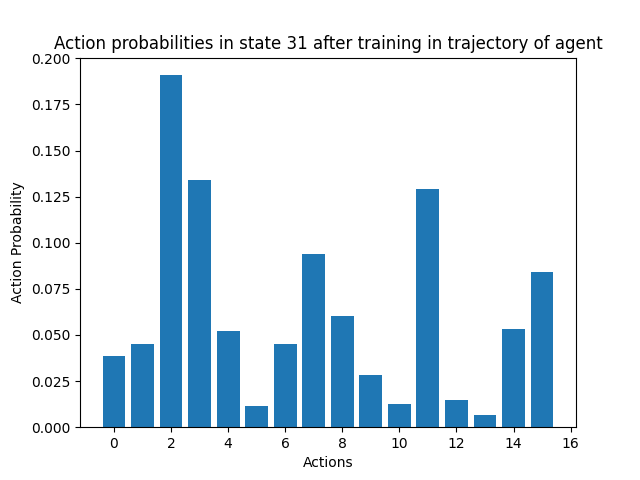 Action probabilities in state 31 after training in trajectory of agent
0.200
0.175
0.150
0.125
0.100
0.075
0.050
0.025
0.000
Action Probability
0 2 4 6 8 10 12 14 16
Actions